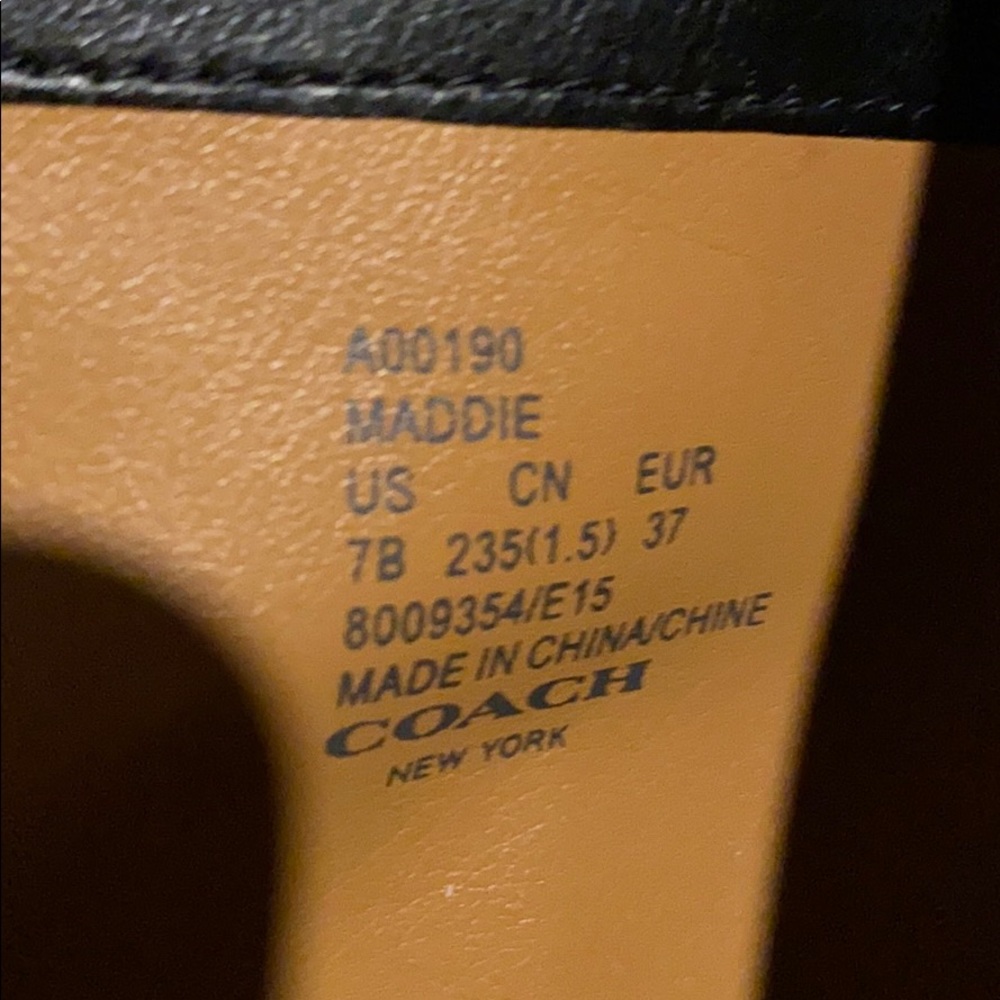 A00190
MADDIE
US CN EUR
7B 235(1.5) 37
8009354/E15
MADE IN CHINA/CHINE
COACH
NEW YORK